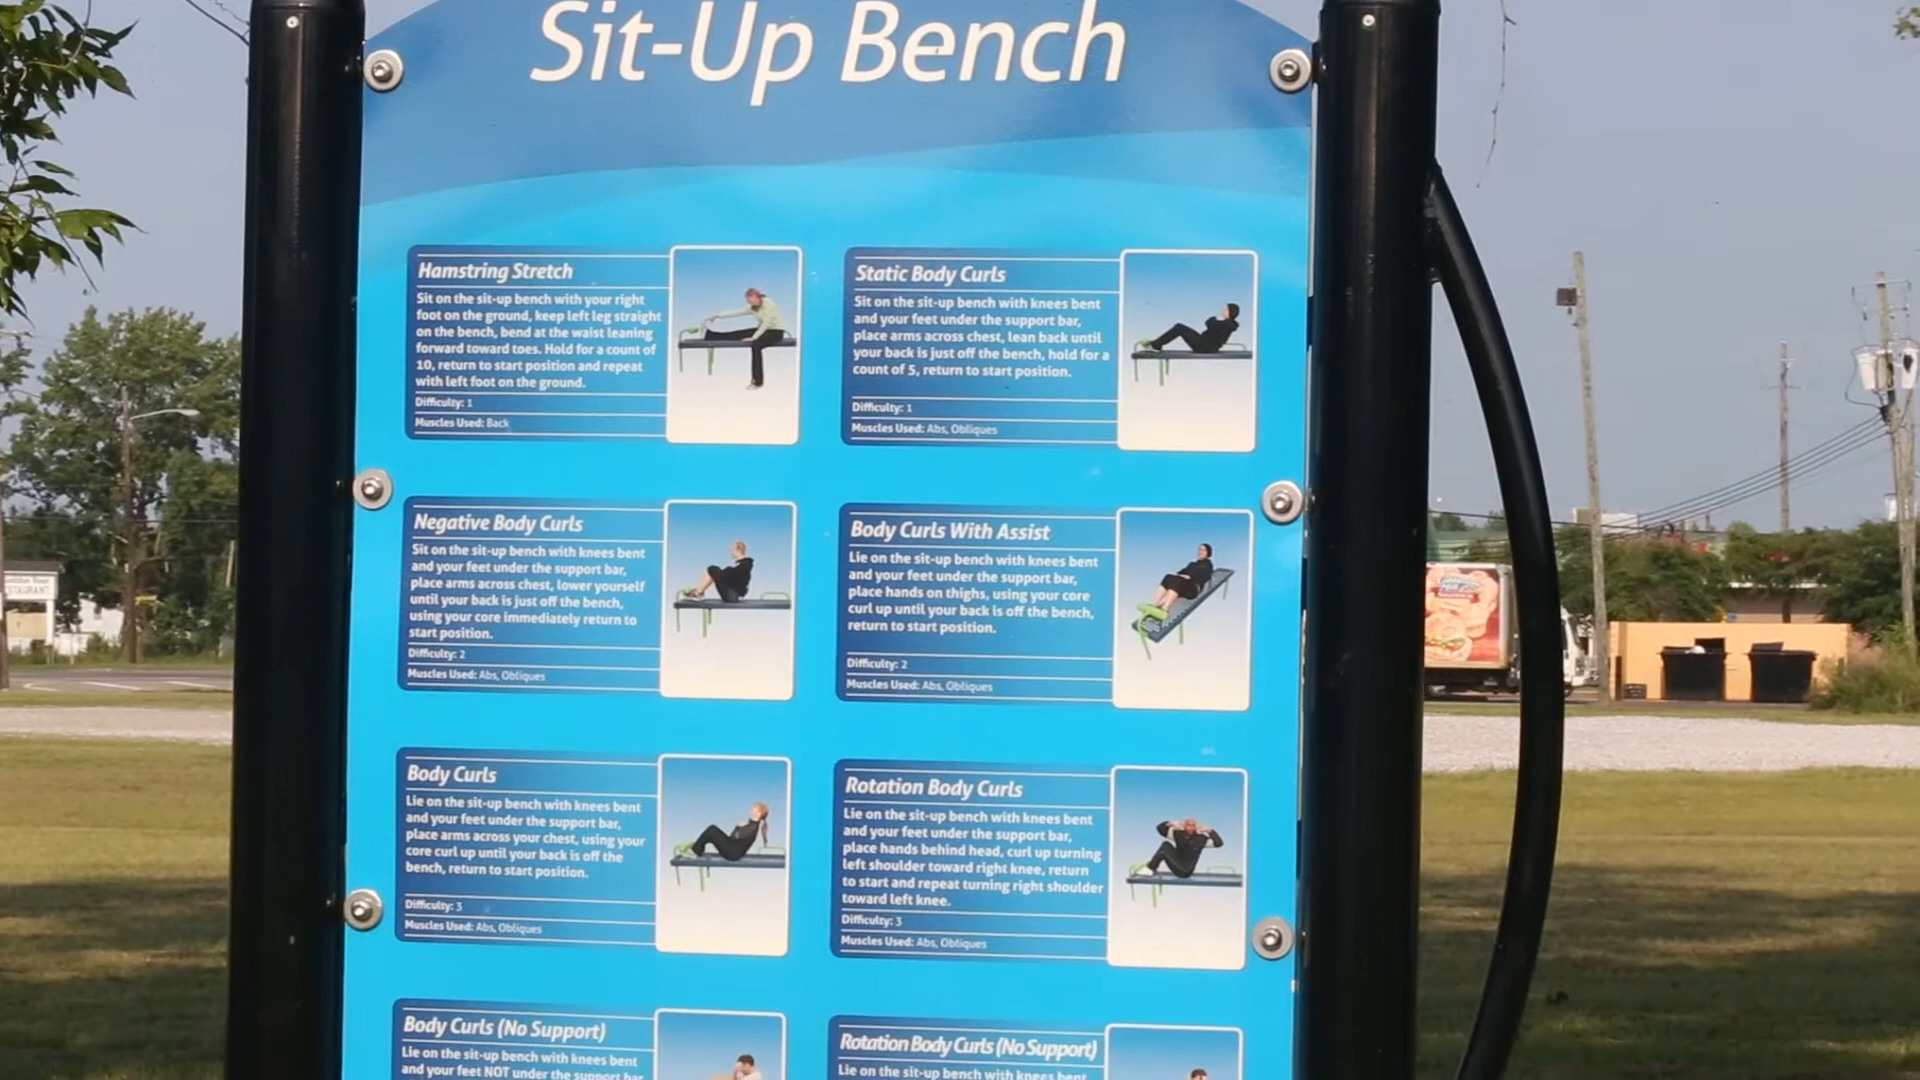 Sit-Up Bench
Hamstring Stretch
Sit on the sit-up bench with your right
foot on the ground, keep left leg straight
on the bench, bend at the waist leaning
forward toward toes. Hold for a count of
10, return to start position and repeat
with left foot on the ground.
Difficulty: 1
Muscles Used: Back
Static Body Curls
Sit on the sit-up bench with knees bent
and your feet under the support bar,
place arms across chest, lean back until
your back is just off the bench, hold for a
count of 5, return to start position.
Difficulty: 1
Muscles Used: Abs, Obliques
Negative Body Curls
Sit on the sit-up bench with knees bent
and your feet under the support bar,
place arms across chest, lower yourself
until your back is just off the bench,
using your core immediately return to
start position.
Difficulty: 2
Muscles Used: Abs, Obliques
Body Curls With Assist
Lie on the sit-up bench with knees bent
and your feet under the support bar,
place hands on thighs, using your core
curl up until your back is off the bench,
return to start position.
Difficulty: 2
Muscles Used: Abs, Obliques
Body Curls
Lie on the sit-up bench with knees bent
and your feet under the support bar,
place arms across your chest, using your
core curl up until your back is off the
bench, return to start position.
Difficulty: 3
Muscles Used: Abs, Obliques
Rotation Body Curls
Lie on the sit-up bench with knees bent
and your feet under the support bar,
place hands behind head, curl up turning
left shoulder toward right knee, return
to start and repeat turning right shoulder
toward left knee.
Difficulty: 3
Muscles Used: Abs, Obliques
Body Curls (No Support)
Lie on the sit-up bench with knees bent
and your feet NOT under the support bar,
Rotation Body Curls (No Support)
Lie on the sit-up bench with knees bent